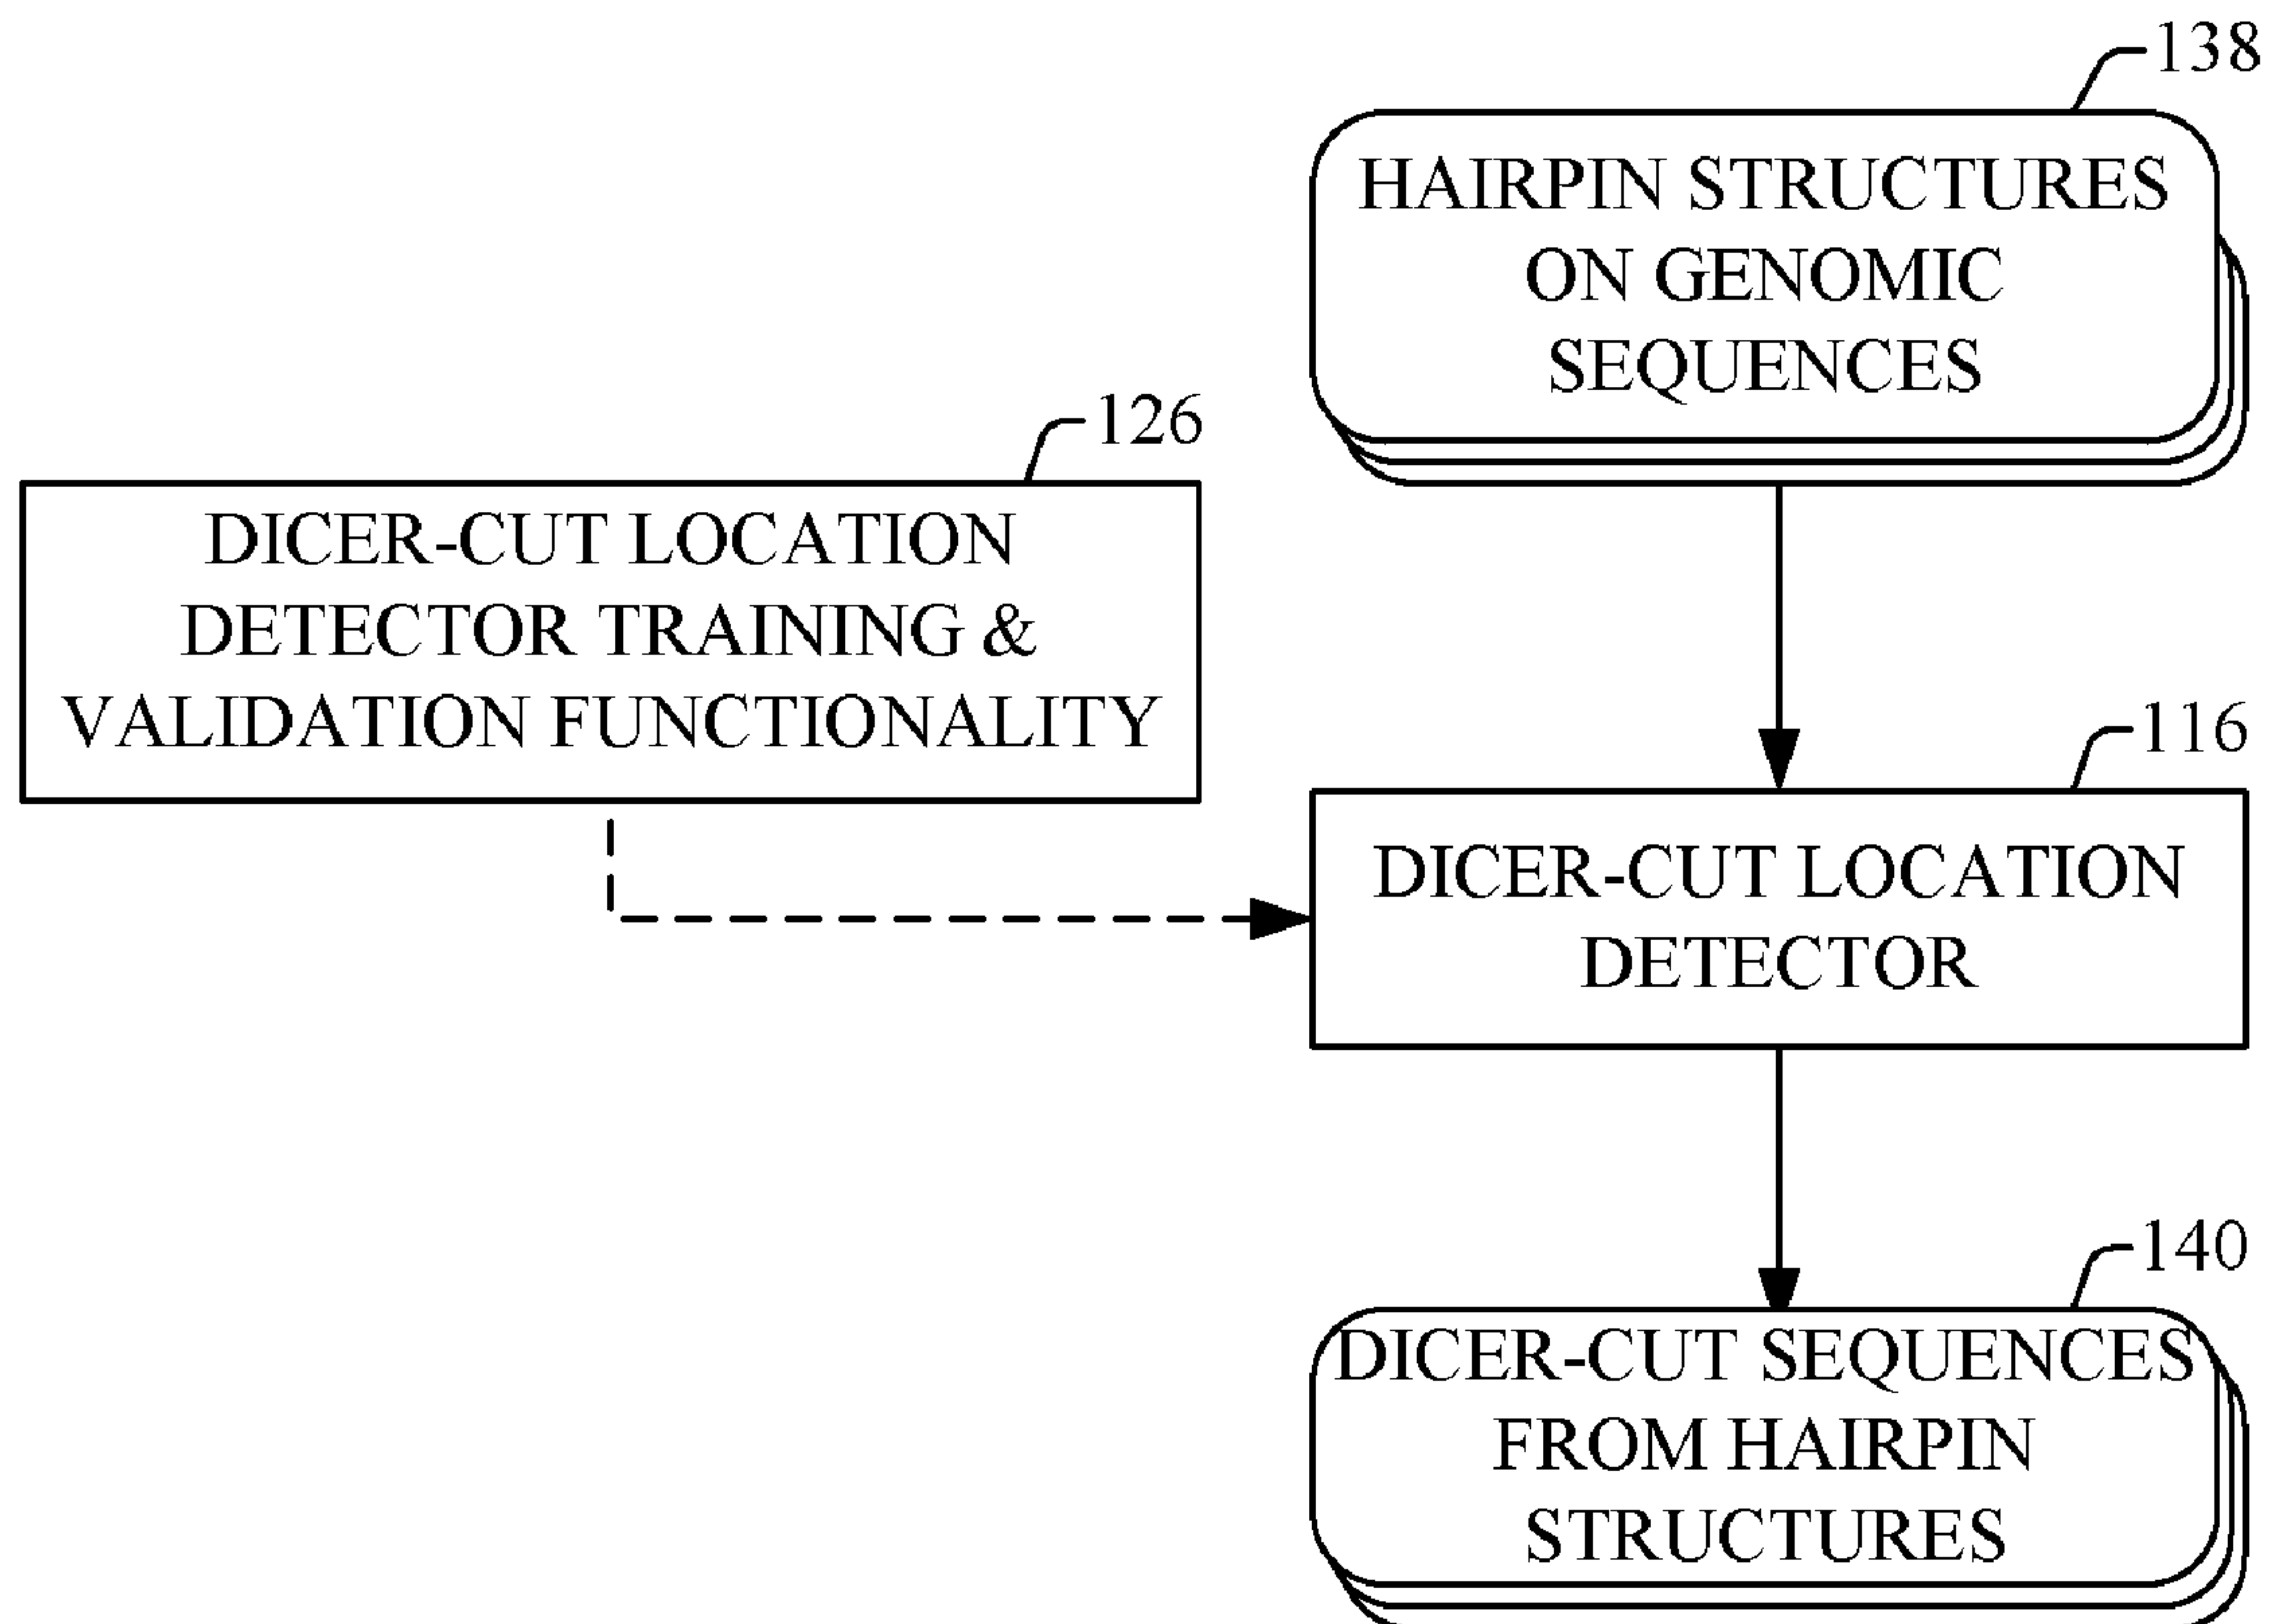 138
HAIRPIN STRUCTURES
ON GENOMIC
SEQUENCES
126
DICER-CUT LOCATION
DETECTOR TRAINING &
VALIDATION FUNCTIONALITY
116
DICER-CUT LOCATION
DETECTOR
140
DICER-CUT SEQUENCES
FROM HAIRPIN
STRUCTURES